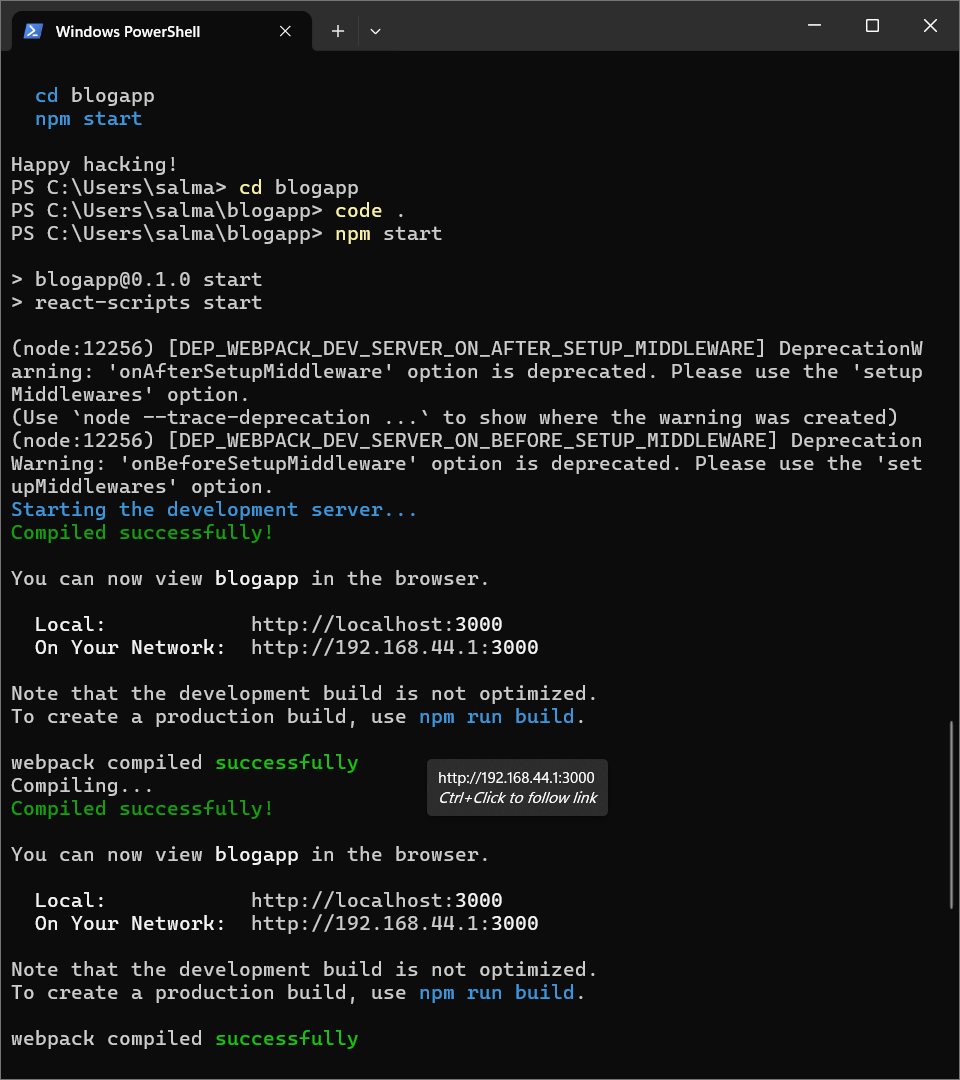 Windows PowerShell
cd blogapp
npm start
Happy hacking!
PS C:\Users\salma> cd blogapp
PS C:\Users\salma\blogapp> code .
PS C:\Users\salma\blogapp> npm start
> blogapp@0.1.0 start
> react-scripts start
(node:12256) [DEP_WEBPACK_DEV_SERVER_ON_AFTER_SETUP_MIDDLEWARE] DeprecationW
arning: 'onAfterSetupMiddleware' option is deprecated. Please use the 'setup
Middlewares' option.
(Use `node --trace-deprecation ...` to show where the warning was created)
(node:12256) [DEP_WEBPACK_DEV_SERVER_ON_BEFORE_SETUP_MIDDLEWARE] Deprecation
Warning: 'onBeforeSetupMiddleware' option is deprecated. Please use the 'set
upMiddlewares' option.
Starting the development server...
Compiled successfully!
You can now view blogapp in the browser.
Local:            http://localhost:3000
On Your Network:  http://192.168.44.1:3000
Note that the development build is not optimized.
To create a production build, use npm run build.
webpack compiled successfully
Compiling...
Compiled successfully!
http://192.168.44.1:3000
Ctrl+Click to follow link
You can now view blogapp in the browser.
Local:            http://localhost:3000
On Your Network:  http://192.168.44.1:3000
Note that the development build is not optimized.
To create a production build, use npm run build.
webpack compiled successfully